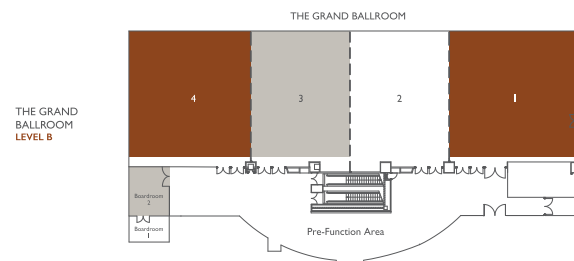 THE GRAND BALLROOM
4
3
2
1
THE GRAND
BALLROOM
LEVEL B
Boardroom
2
Boardroom
1
Pre-Function Area